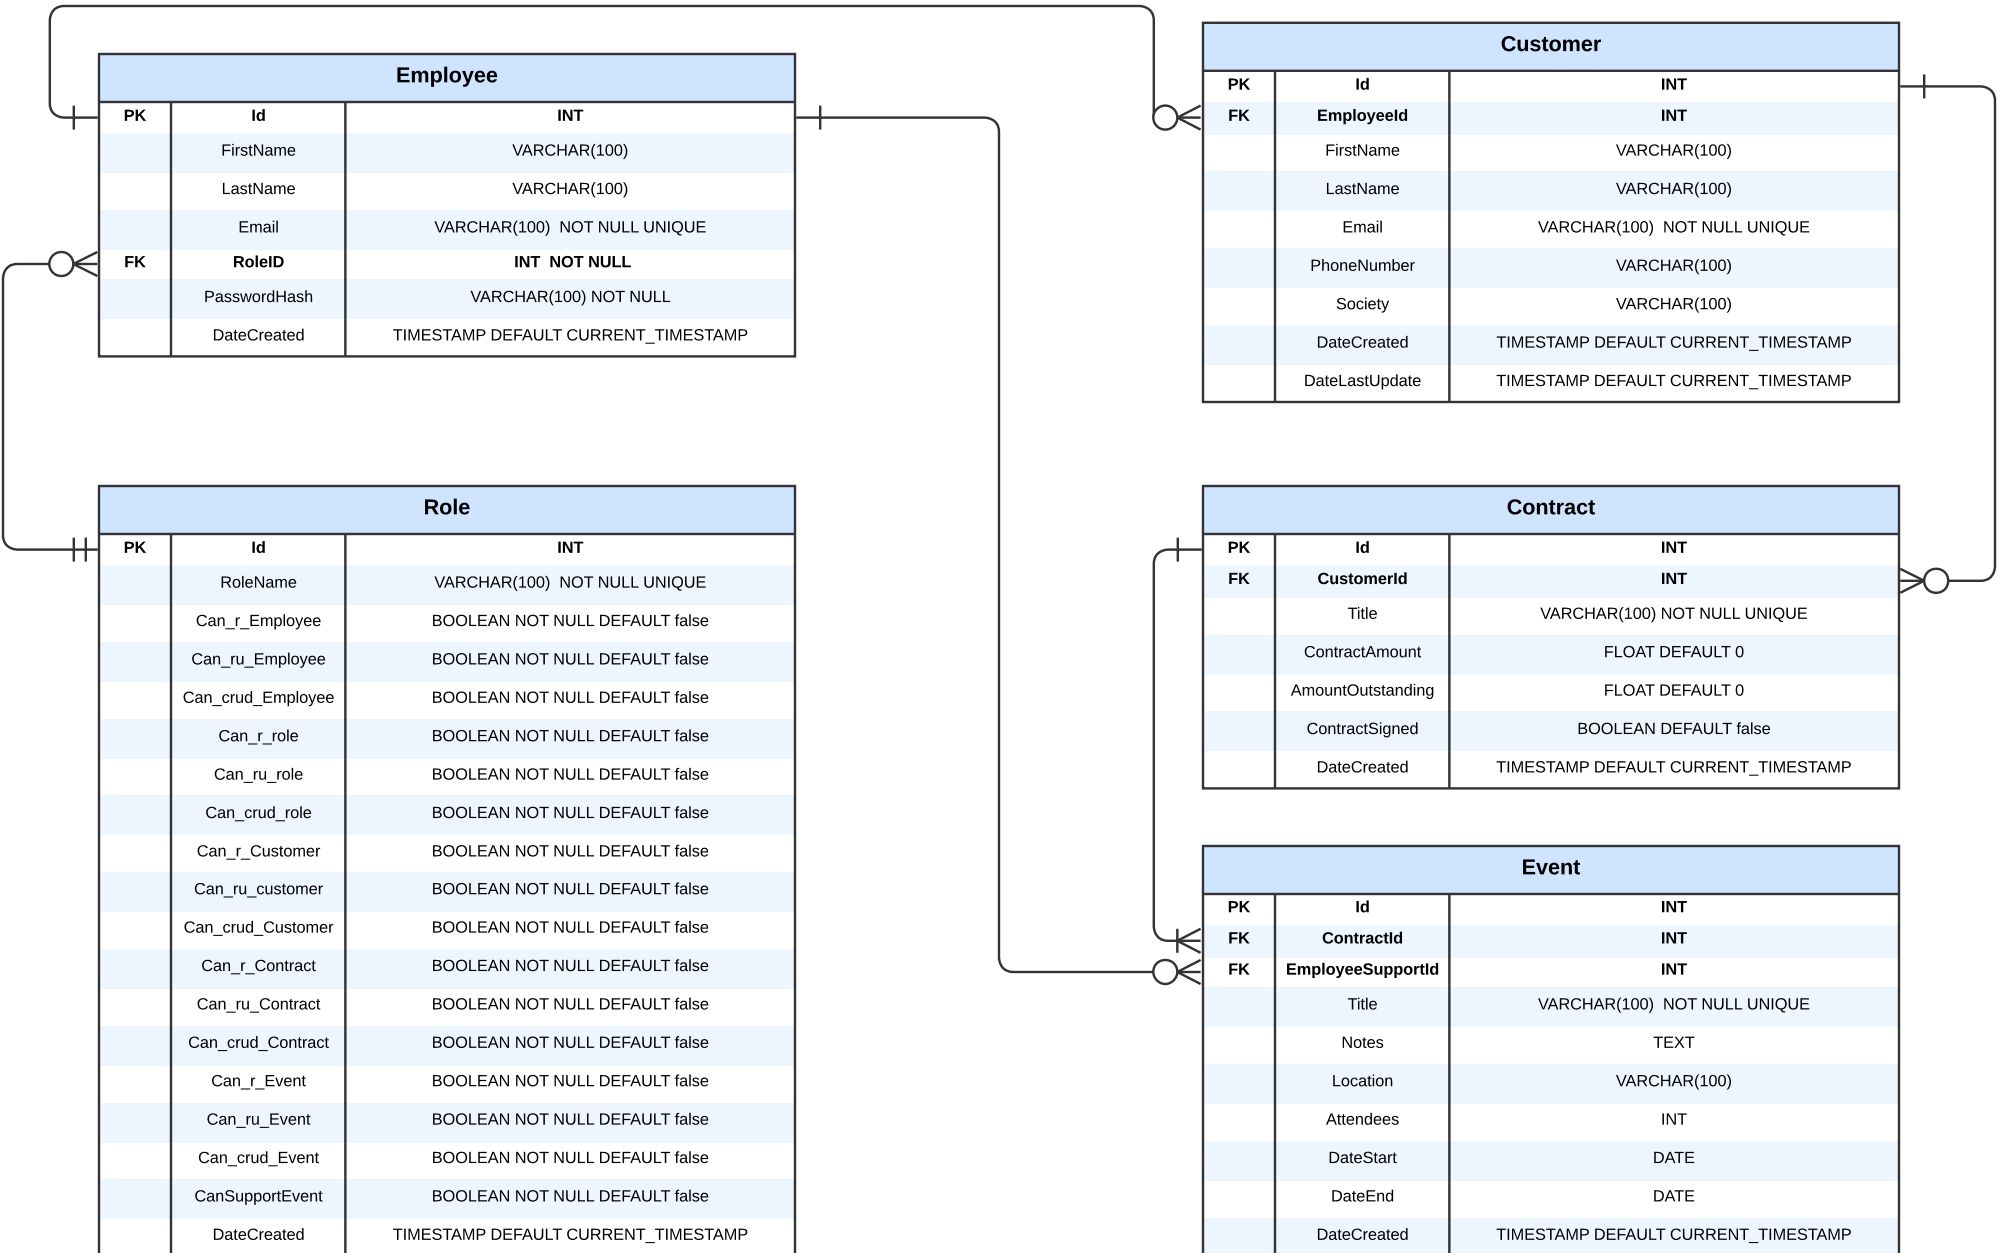 Employee
PK Id INT
FirstName VARCHAR(100)
LastName VARCHAR(100)
Email VARCHAR(100)  NOT NULL UNIQUE
FK RoleID INT  NOT NULL
PasswordHash VARCHAR(100) NOT NULL
DateCreated TIMESTAMP DEFAULT CURRENT_TIMESTAMP
Role
PK Id INT
RoleName VARCHAR(100)  NOT NULL UNIQUE
Can_r_Employee BOOLEAN NOT NULL DEFAULT false
Can_ru_Employee BOOLEAN NOT NULL DEFAULT false
Can_crud_Employee BOOLEAN NOT NULL DEFAULT false
Can_r_role BOOLEAN NOT NULL DEFAULT false
Can_ru_role BOOLEAN NOT NULL DEFAULT false
Can_crud_role BOOLEAN NOT NULL DEFAULT false
Can_r_Customer BOOLEAN NOT NULL DEFAULT false
Can_ru_customer BOOLEAN NOT NULL DEFAULT false
Can_crud_Customer BOOLEAN NOT NULL DEFAULT false
Can_r_Contract BOOLEAN NOT NULL DEFAULT false
Can_ru_Contract BOOLEAN NOT NULL DEFAULT false
Can_crud_Contract BOOLEAN NOT NULL DEFAULT false
Can_r_Event BOOLEAN NOT NULL DEFAULT false
Can_ru_Event BOOLEAN NOT NULL DEFAULT false
Can_crud_Event BOOLEAN NOT NULL DEFAULT false
CanSupportEvent BOOLEAN NOT NULL DEFAULT false
DateCreated TIMESTAMP DEFAULT CURRENT_TIMESTAMP
Customer
PK Id INT
FK EmployeeId INT
FirstName VARCHAR(100)
LastName VARCHAR(100)
Email VARCHAR(100)  NOT NULL UNIQUE
PhoneNumber VARCHAR(100)
Society VARCHAR(100)
DateCreated TIMESTAMP DEFAULT CURRENT_TIMESTAMP
DateLastUpdate TIMESTAMP DEFAULT CURRENT_TIMESTAMP
Contract
PK Id INT
FK CustomerId INT
Title VARCHAR(100) NOT NULL UNIQUE
ContractAmount FLOAT DEFAULT 0
AmountOutstanding FLOAT DEFAULT 0
ContractSigned BOOLEAN DEFAULT false
DateCreated TIMESTAMP DEFAULT CURRENT_TIMESTAMP
Event
PK Id INT
FK ContractId INT
FK EmployeeSupportId INT
Title VARCHAR(100)  NOT NULL UNIQUE
Notes TEXT
Location VARCHAR(100)
Attendees INT
DateStart DATE
DateEnd DATE
DateCreated TIMESTAMP DEFAULT CURRENT_TIMESTAMP